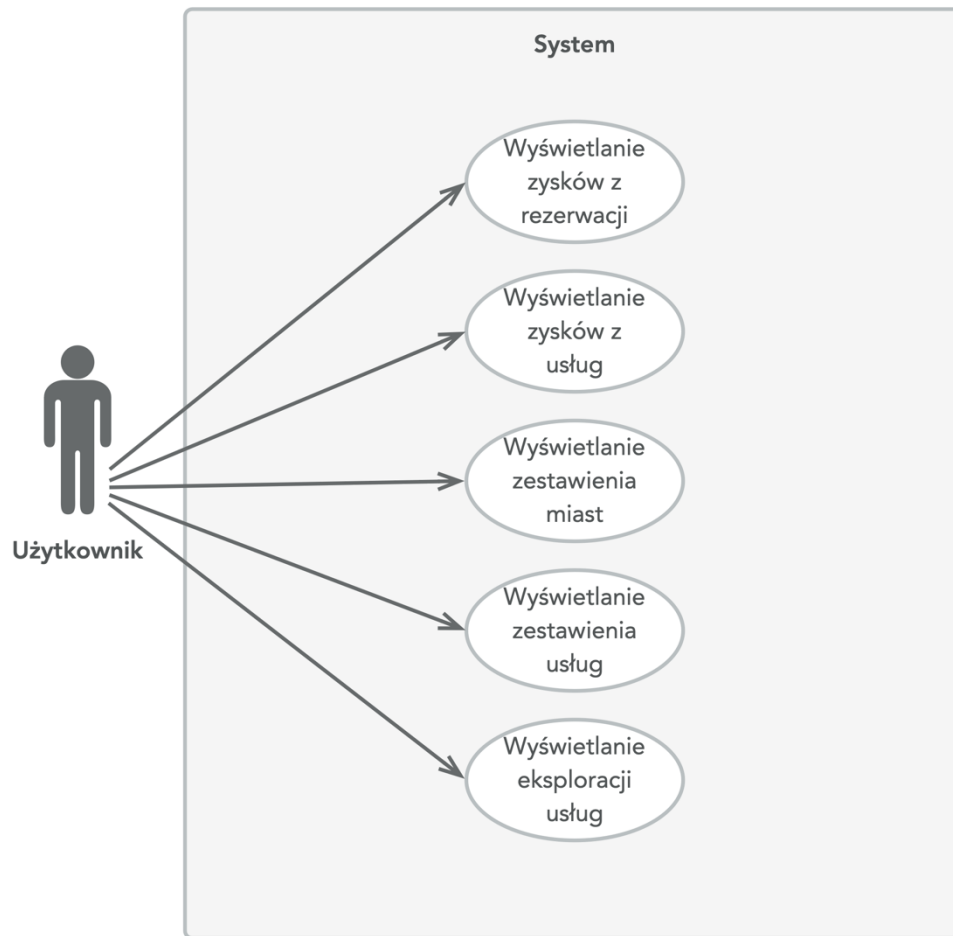 System
Wyświetlanie
zysków z
rezerwacji
Wyświetlanie
zysków z
usług
Wyświetlanie
zestawienia
miast
Użytkownik
Wyświetlanie
zestawienia
usług
Wyświetlanie
eksploracji
usług